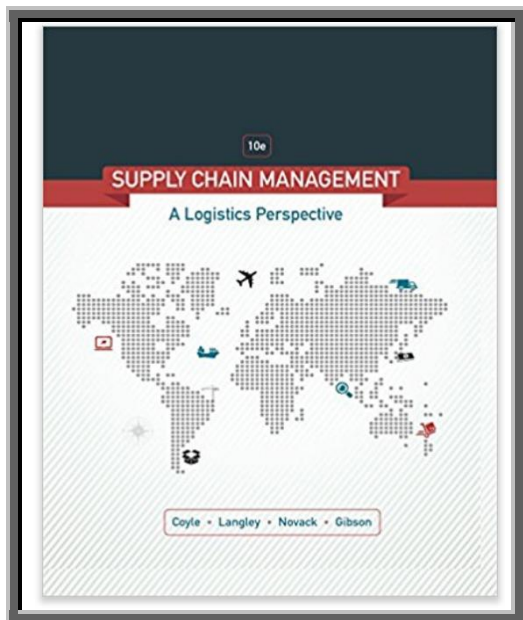 10e
SUPPLY CHAIN MANAGEMENT
A Logistics Perspective
Coyle • Langley • Novack • Gibson